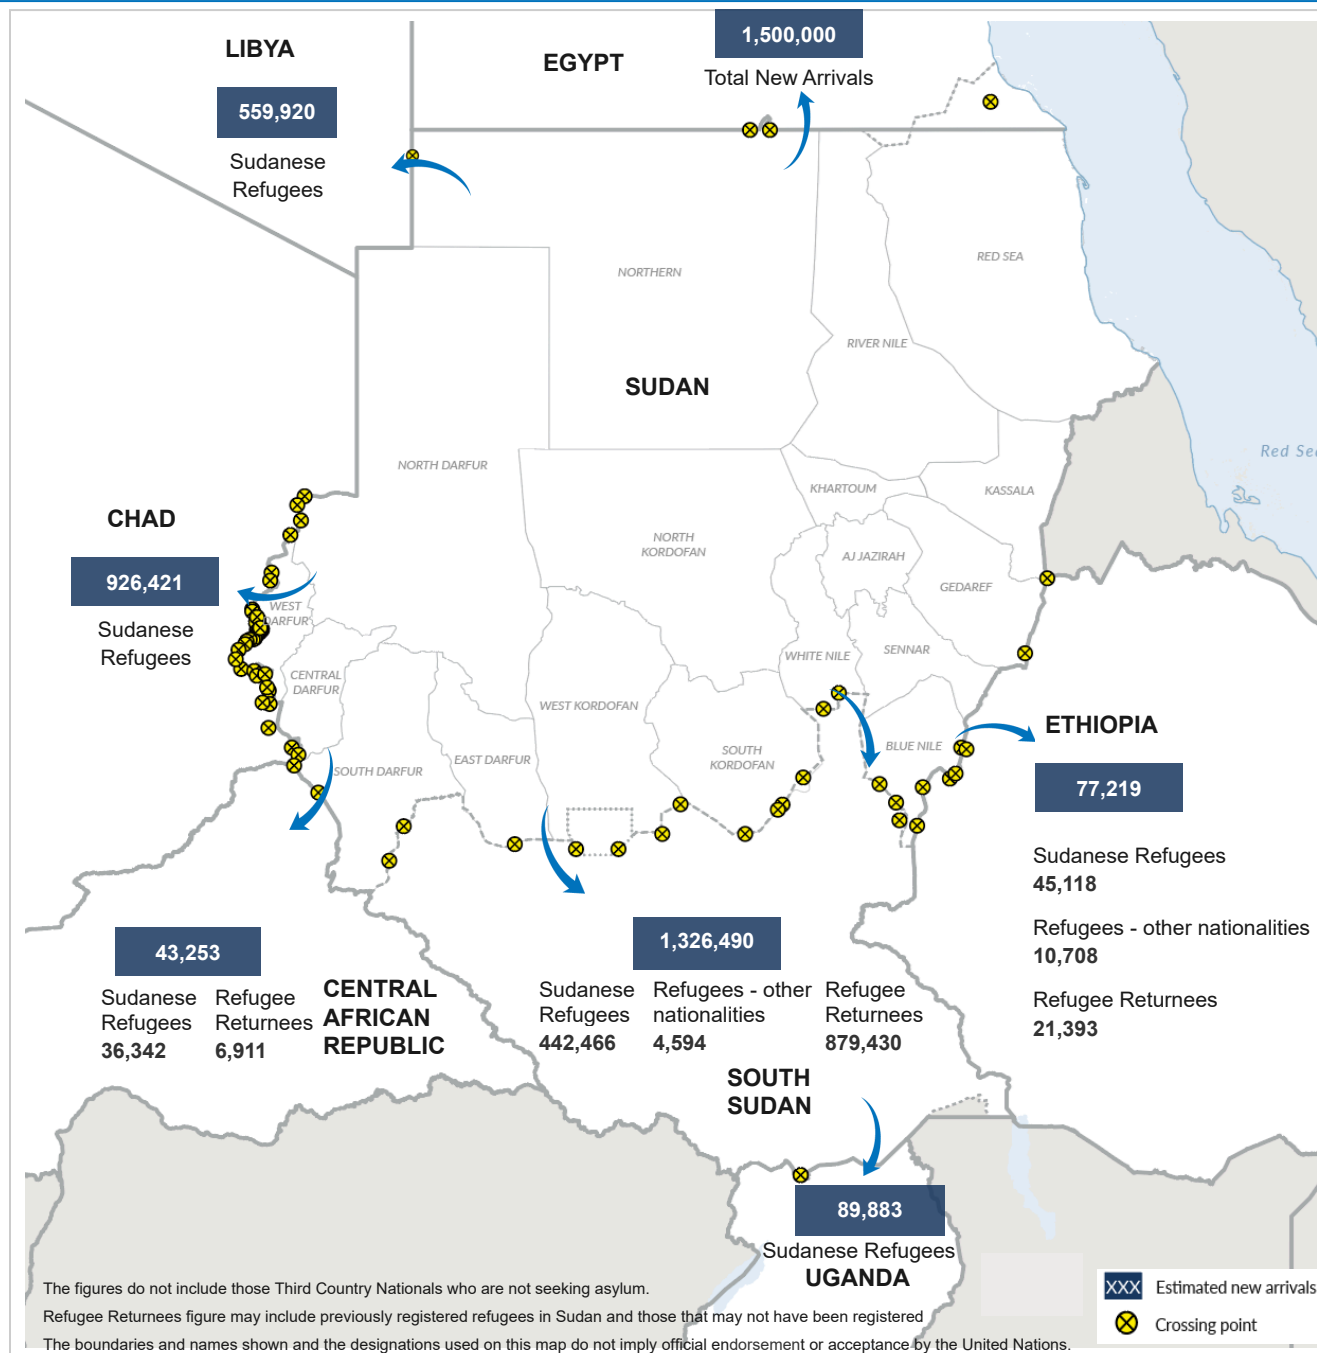 1,500,000
LIBYA
EGYPT
Total New Arrivals
559,920
Sudanese
Refugees
NORTHERN
RED SEA
RIVER NILE
SUDAN
Red Se
NORTH DARFUR
KHARTOUM
KASSALA
CHAD
NORTH
KORDOFAN
AJ JAZIRAH
926,421
GEDAREF
WEST
DARFUR
Sudanese
Refugees
WHITE NILE
SENNAR
CENTRAL
DARFUR
WEST KORDOFAN
ETHIOPIA
SOUTH
KORDOFAN
BLUE NILE
EAST DARFUR
SOUTH DARFUR
77,219
Sudanese Refugees
45,118
Refugees - other nationalities
10,708
Refugee Returnees
21,393
43,253
Sudanese
Refugees
36,342
Refugee
Returnees
6,911
CENTRAL
AFRICAN
REPUBLIC
1,326,490
Sudanese
Refugees
442,466
Refugees - other
nationalities
4,594
Refugee
Returnees
879,430
SOUTH
SUDAN
89,883
Sudanese Refugees
UGANDA
The figures do not include those Third Country Nationals who are not seeking asylum.
Refugee Returnees figure may include previously registered refugees in Sudan and those that may not have been registered
The boundaries and names shown and the designations used on this map do not imply official endorsement or acceptance by the United Nations.
XXX Estimated new arrivals
Crossing point